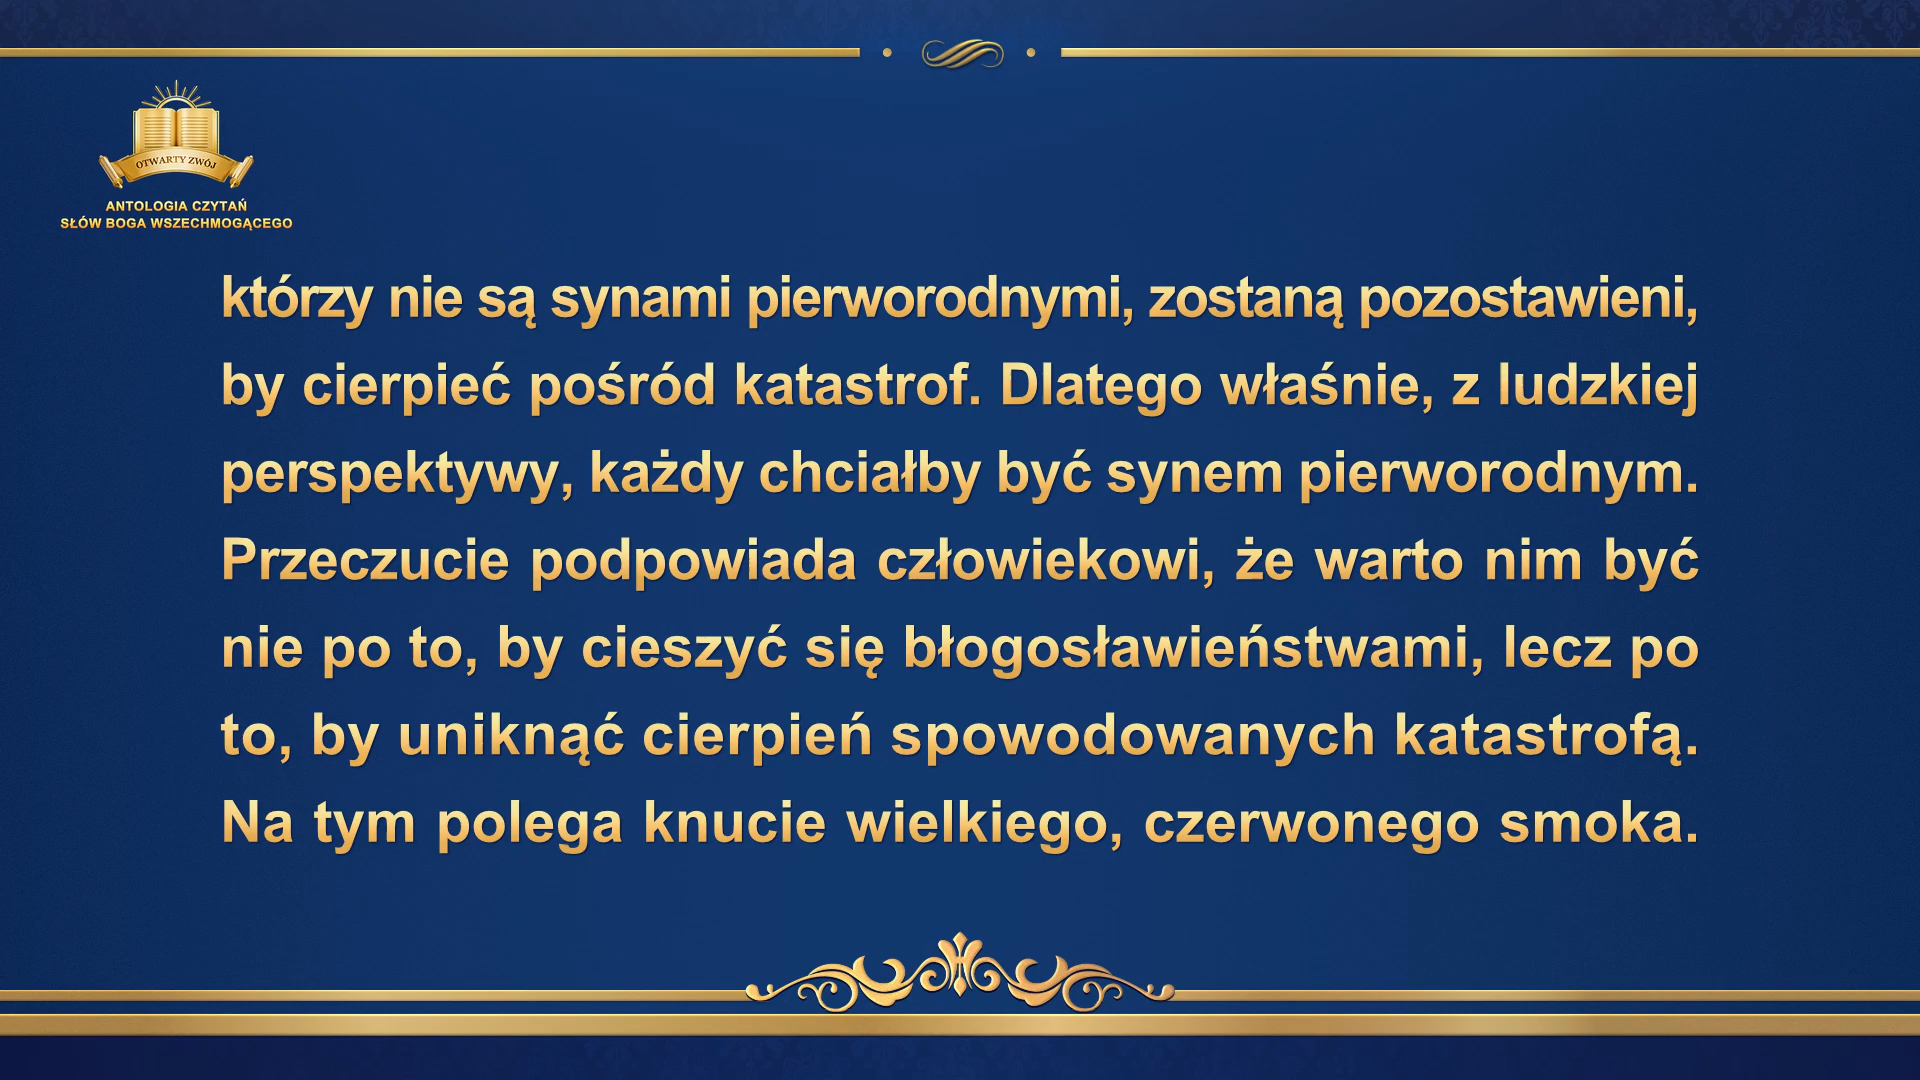 OTWARTY ZWÓJ
ANTOLOGIA CZYTAŃ
SŁÓW BOGA WSZECHMOGĄCEGO
którzy nie są synami pierworodnymi, zostaną pozostawieni,
by cierpieć pośród katastrof. Dlatego właśnie, z ludzkiej
perspektywy, każdy chciałby być synem pierworodnym.
Przeczucie podpowiada człowiekowi, że warto nim być
nie po to, by cieszyć się błogosławieństwami, lecz po
to, by uniknąć cierpień spowodowanych katastrofą.
Na tym polega knucie wielkiego, czerwonego smoka.